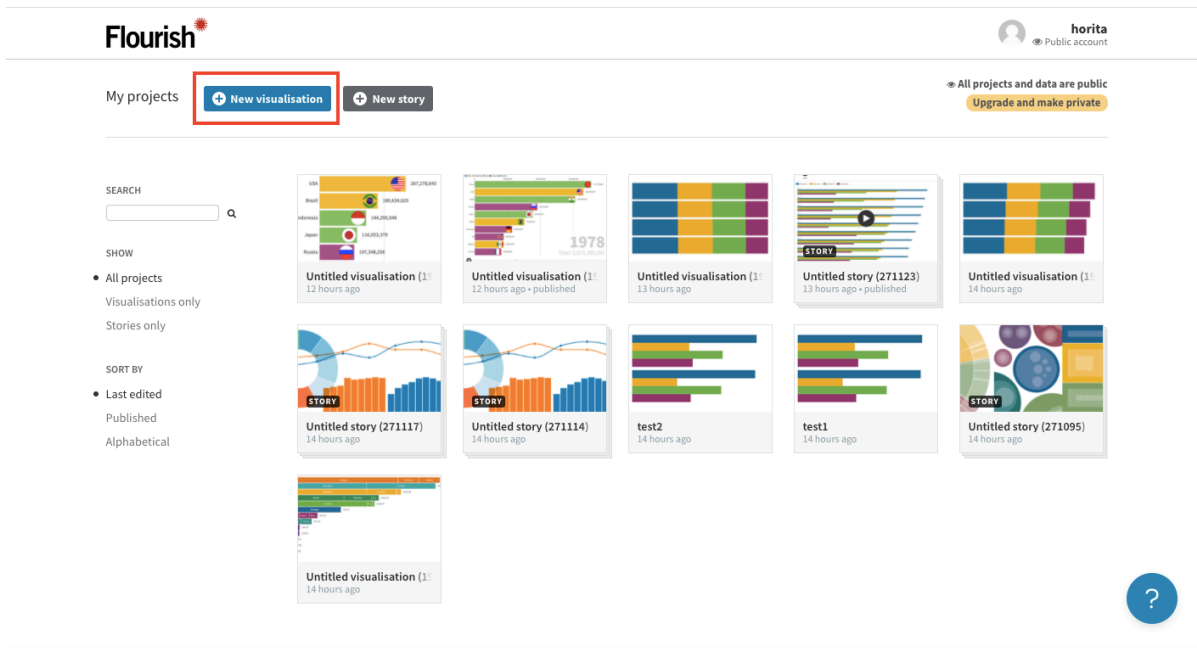 Flourish
horita
Public account
My projects
New visualisation
New story
All projects and data are public
Upgrade and make private
SEARCH
SHOW
All projects
Visualisations only
Stories only
SORT BY
Last edited
Published
Alphabetical
USA
Brazil
Indonesia
Japan
Russia
Untitled visualisation (1
12 hours ago
1978
Untitled visualisation (1
12 hours ago • published
Untitled visualisation (1
13 hours ago
STORY
Untitled story (271123)
13 hours ago • published
Untitled visualisation (1
14 hours ago
STORY
Untitled story (271117)
14 hours ago
STORY
Untitled story (271114)
14 hours ago
test2
14 hours ago
test1
14 hours ago
STORY
Untitled story (271095)
14 hours ago
Untitled visualisation (1
14 hours ago
?